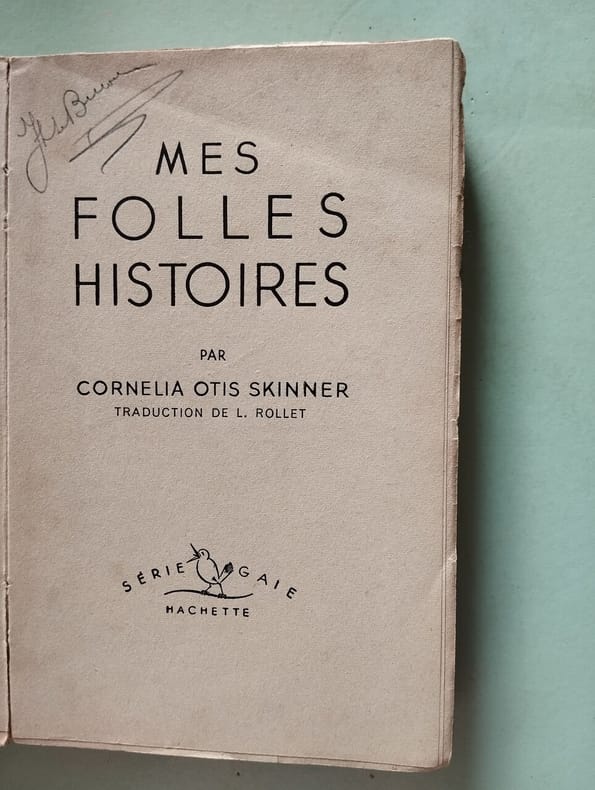 MES
FOLLES
HISTOIRES
PAR
CORNELIA OTIS SKINNER
TRADUCTION DE L. ROLLET
SÉRIE GAIE
HACHETTE